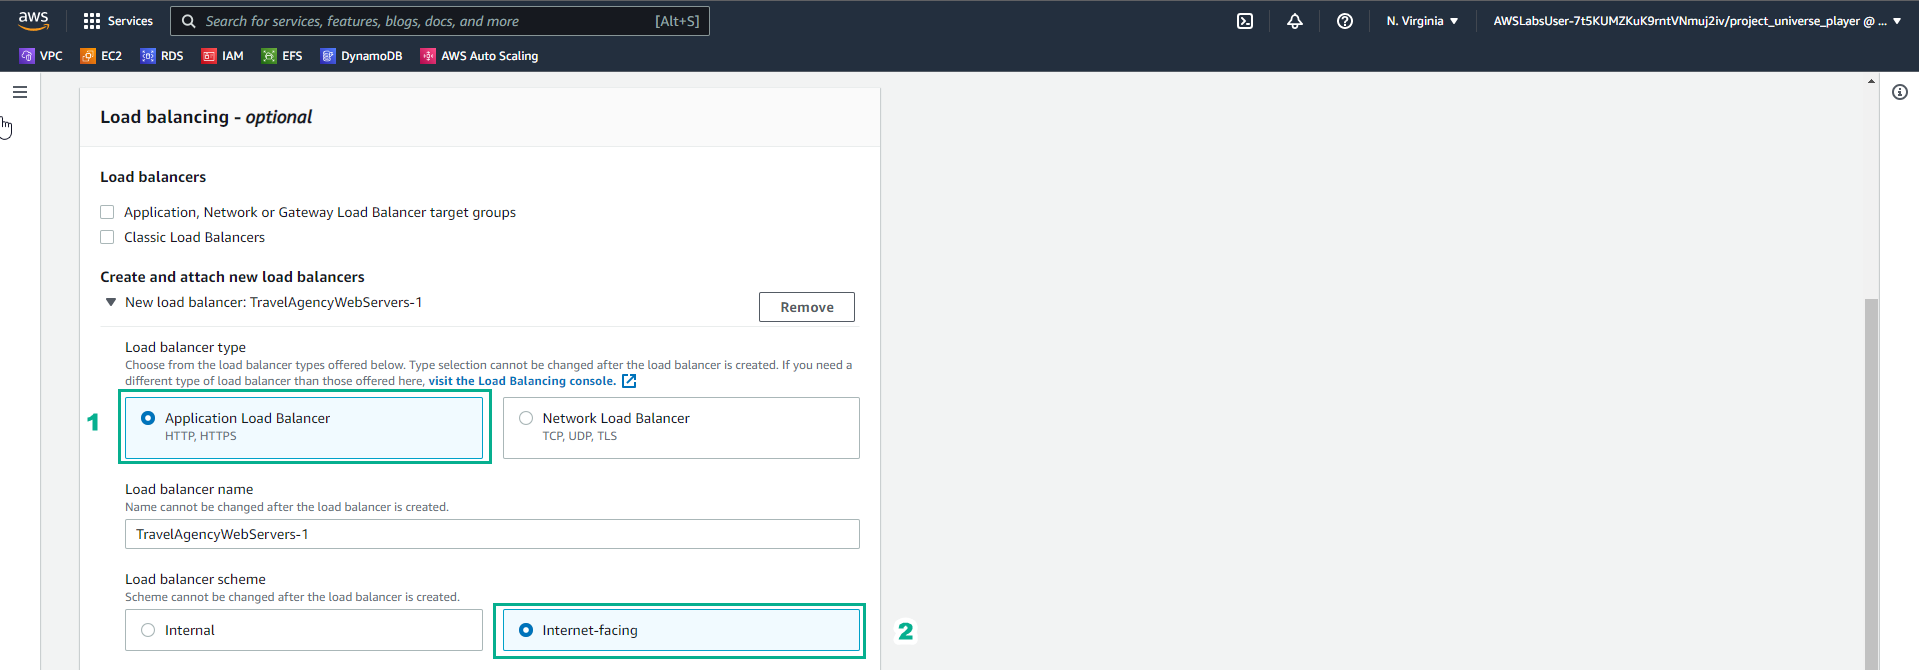 aws
Services
Search for services, features, blogs, docs, and more [Alt+S]
N. Virginia
AWSLabsUser-7t5KUMZKuK9rntVNmuj2iv/project_universe_player @ ...
VPC EC2 RDS IAM EFS DynamoDB AWS Auto Scaling
Load balancing - optional
Load balancers
Application, Network or Gateway Load Balancer target groups
Classic Load Balancers
Create and attach new load balancers
New load balancer: TravelAgencyWebServers-1
Remove
Load balancer type
Choose from the load balancer types offered below. Type selection cannot be changed after the load balancer is created. If you need a
different type of load balancer than those offered here, visit the Load Balancing console.
1
Application Load Balancer
HTTP, HTTPS
Network Load Balancer
TCP, UDP, TLS
Load balancer name
Name cannot be changed after the load balancer is created.
TravelAgencyWebServers-1
Load balancer scheme
Scheme cannot be changed after the load balancer is created.
Internal
Internet-facing
2